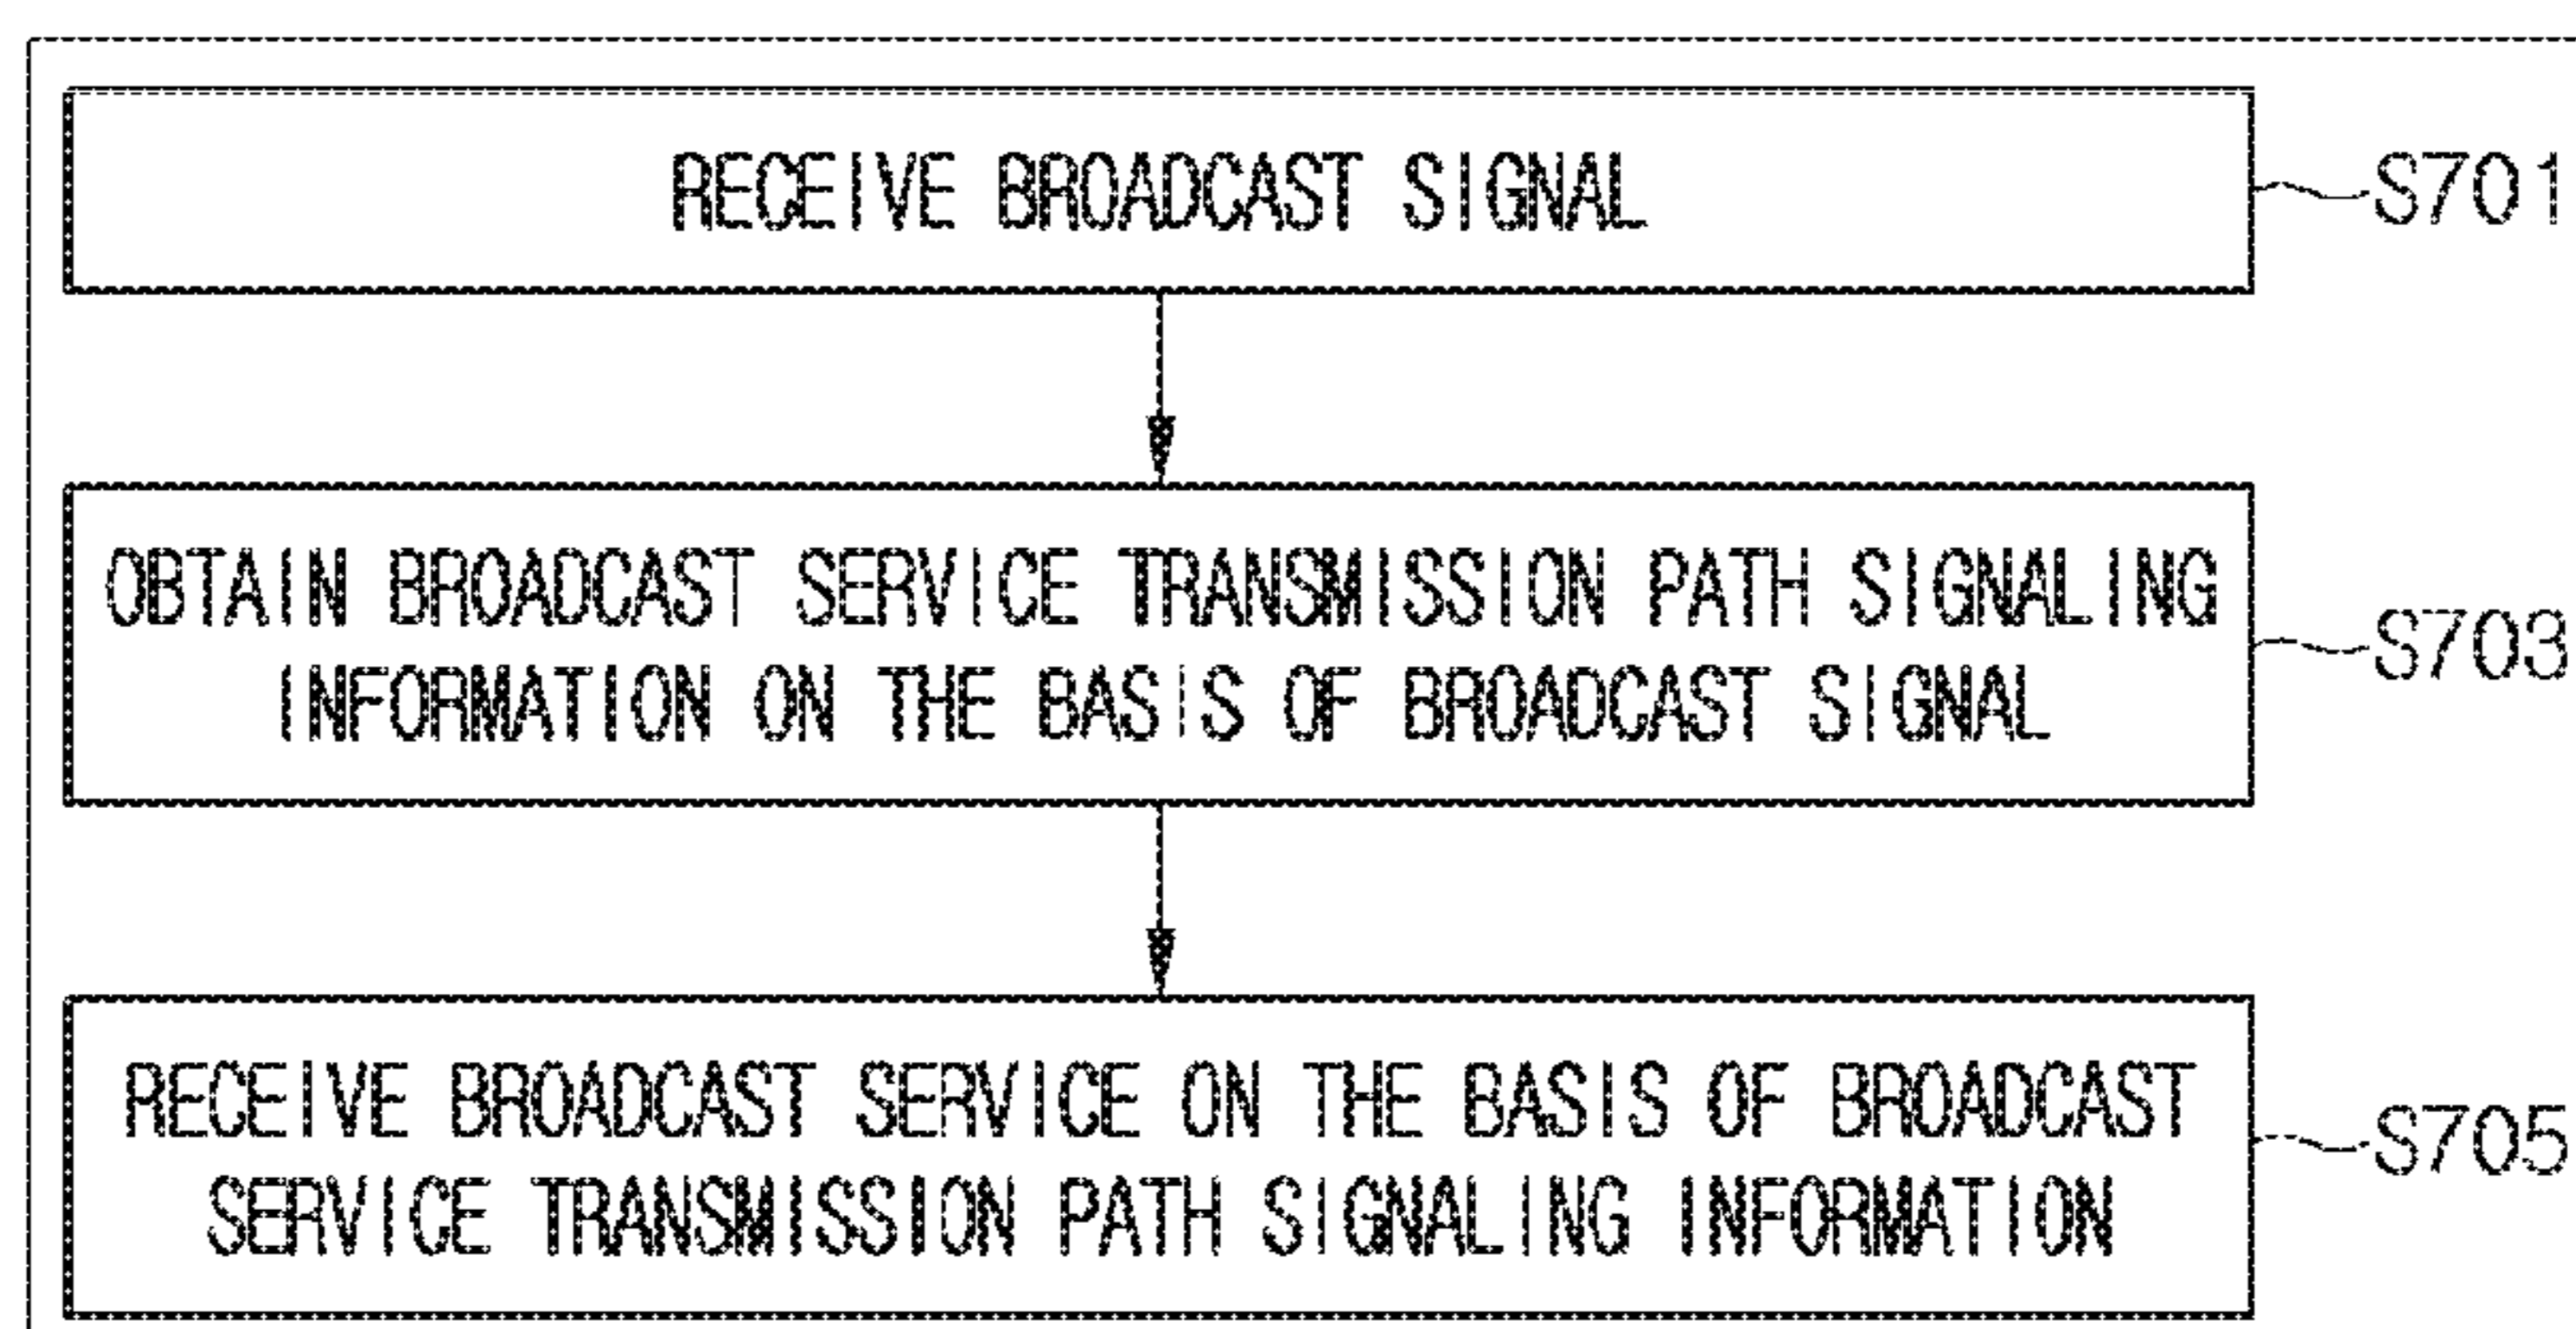 RECEIVE BROADCAST SIGNAL
S701
OBTAIN BROADCAST SERVICE TRANSMISSION PATH SIGNALING
INFORMATION ON THE BASIS OF BROADCAST SIGNAL
S703
RECEIVE BROADCAST SERVICE ON THE BASIS OF BROADCAST
SERVICE TRANSMISSION PATH SIGNALING INFORMATION
S705